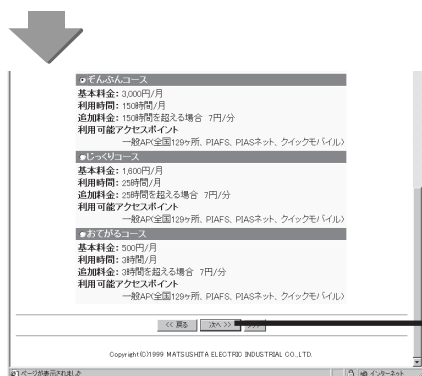 ぞんぶんコース
基本料金: 3,000円/月
利用時間: 150時間/月
追加料金: 150時間を超える場合 7円/分
利用可能アクセスポイント
一般AP(全国129ヶ所、PIAFS、PIASネット、クイックモバイル)
じっくりコース
基本料金: 1,600円/月
利用時間: 25時間/月
追加料金: 25時間を超える場合 7円/分
利用可能アクセスポイント
一般AP(全国129ヶ所、PIAFS、PIASネット、クイックモバイル)
おてがるコース
基本料金: 500円/月
利用時間: 3時間/月
追加料金: 3時間を超える場合 7円/分
利用可能アクセスポイント
一般AP(全国129ヶ所、PIAFS、PIASネット、クイックモバイル)
<< 戻る 次へ >>
Copyright(C)1999 MATSUSHITA ELECTRIC INDUSTRIAL CO.,LTD.
ページが表示されました インターネット